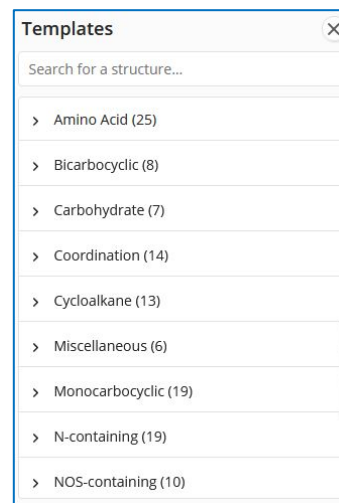 Templates
Search for a structure...
Amino Acid (25)
Bicarbocyclic (8)
Carbohydrate (7)
Coordination (14)
Cycloalkane (13)
Miscellaneous (6)
Monocarbocyclic (19)
N-containing (19)
NOS-containing (10)